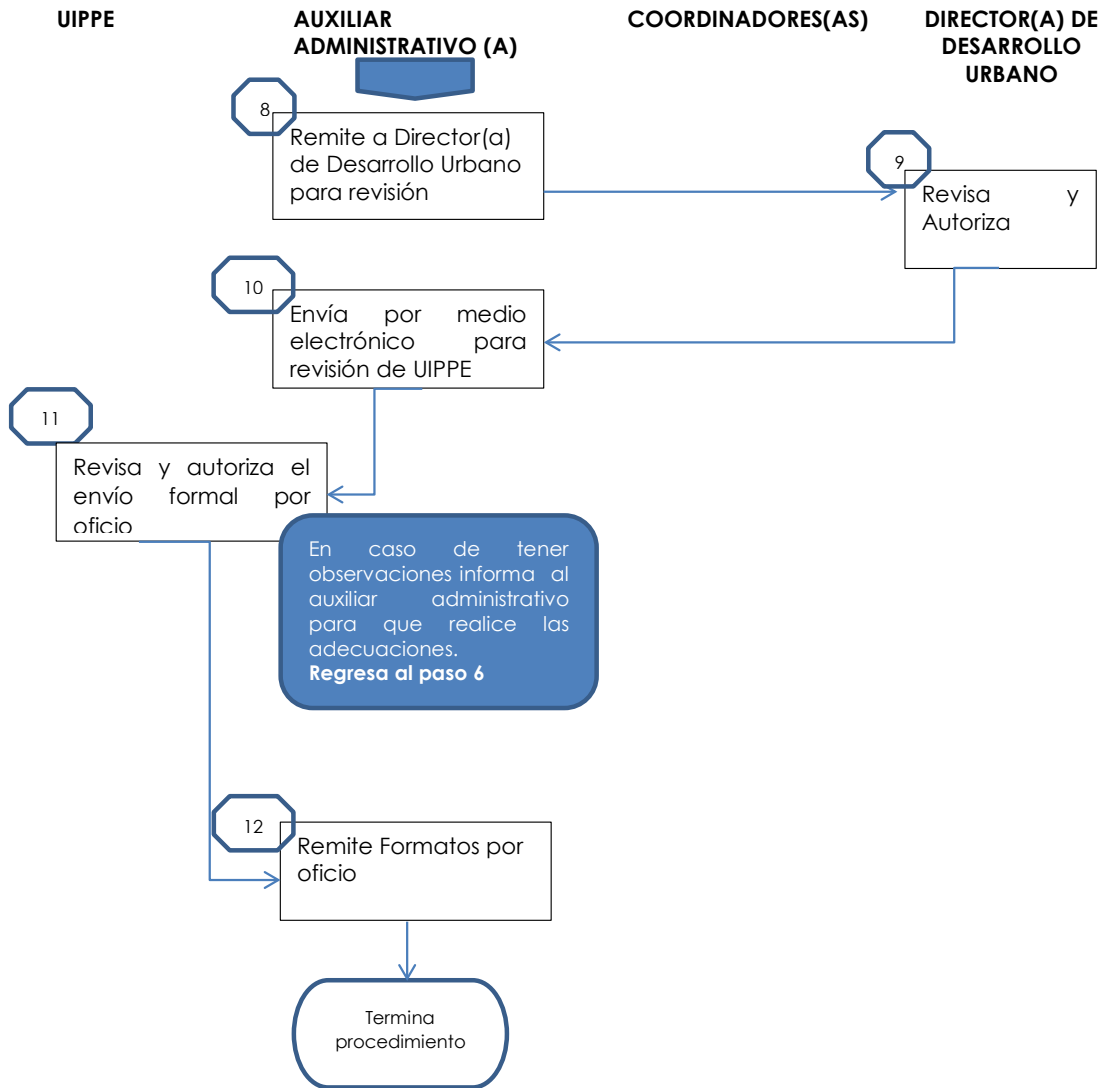 UIPPE
AUXILIAR
ADMINISTRATIVO (A)
COORDINADORES(AS)
DIRECTOR(A) DE
DESARROLLO
URBANO
8
Remite a Director(a)
de Desarrollo Urbano
para revisión
9
Revisa y
Autoriza
10
Envía por medio
electrónico para
revisión de UIPPE
11
Revisa y autoriza el
envío formal por
oficio
En caso de tener
observaciones informa al
auxiliar administrativo
para que realice las
adecuaciones.
Regresa al paso 6
12
Remite Formatos por
oficio
Termina
procedimiento